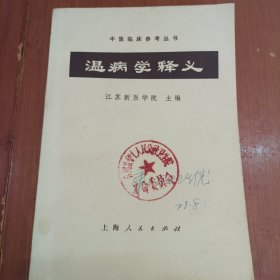 中医临床参考丛书
温病学释义
江苏新医学院 主编
上海人民出版社